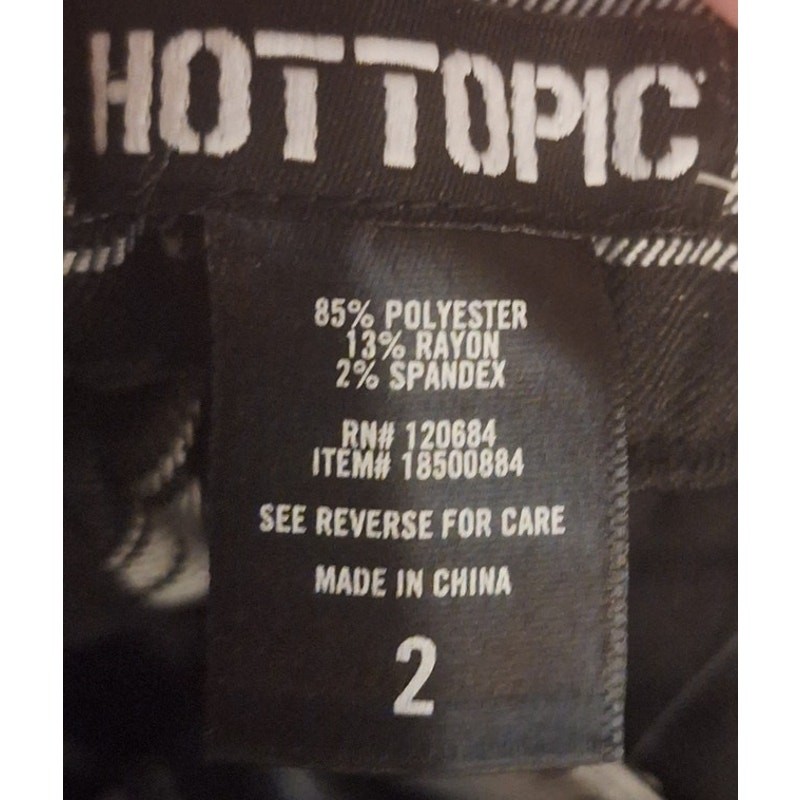 HOT TOPIC
85% POLYESTER
13% RAYON
2% SPANDEX
RN# 120684
ITEM# 18500884
SEE REVERSE FOR CARE
MADE IN CHINA
2